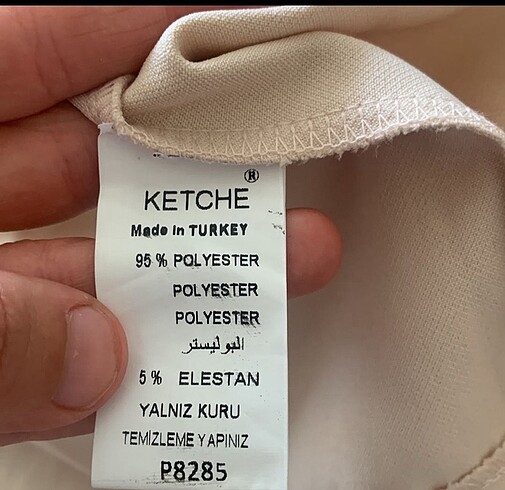 ®
KETCHE
Made in TURKEY
95 % POLYESTER
POLYESTER
POLYESTER
البوليستر
5 % ELESTAN
YALNIZ KURU
TEMİZLEME YAPINIZ
P8285